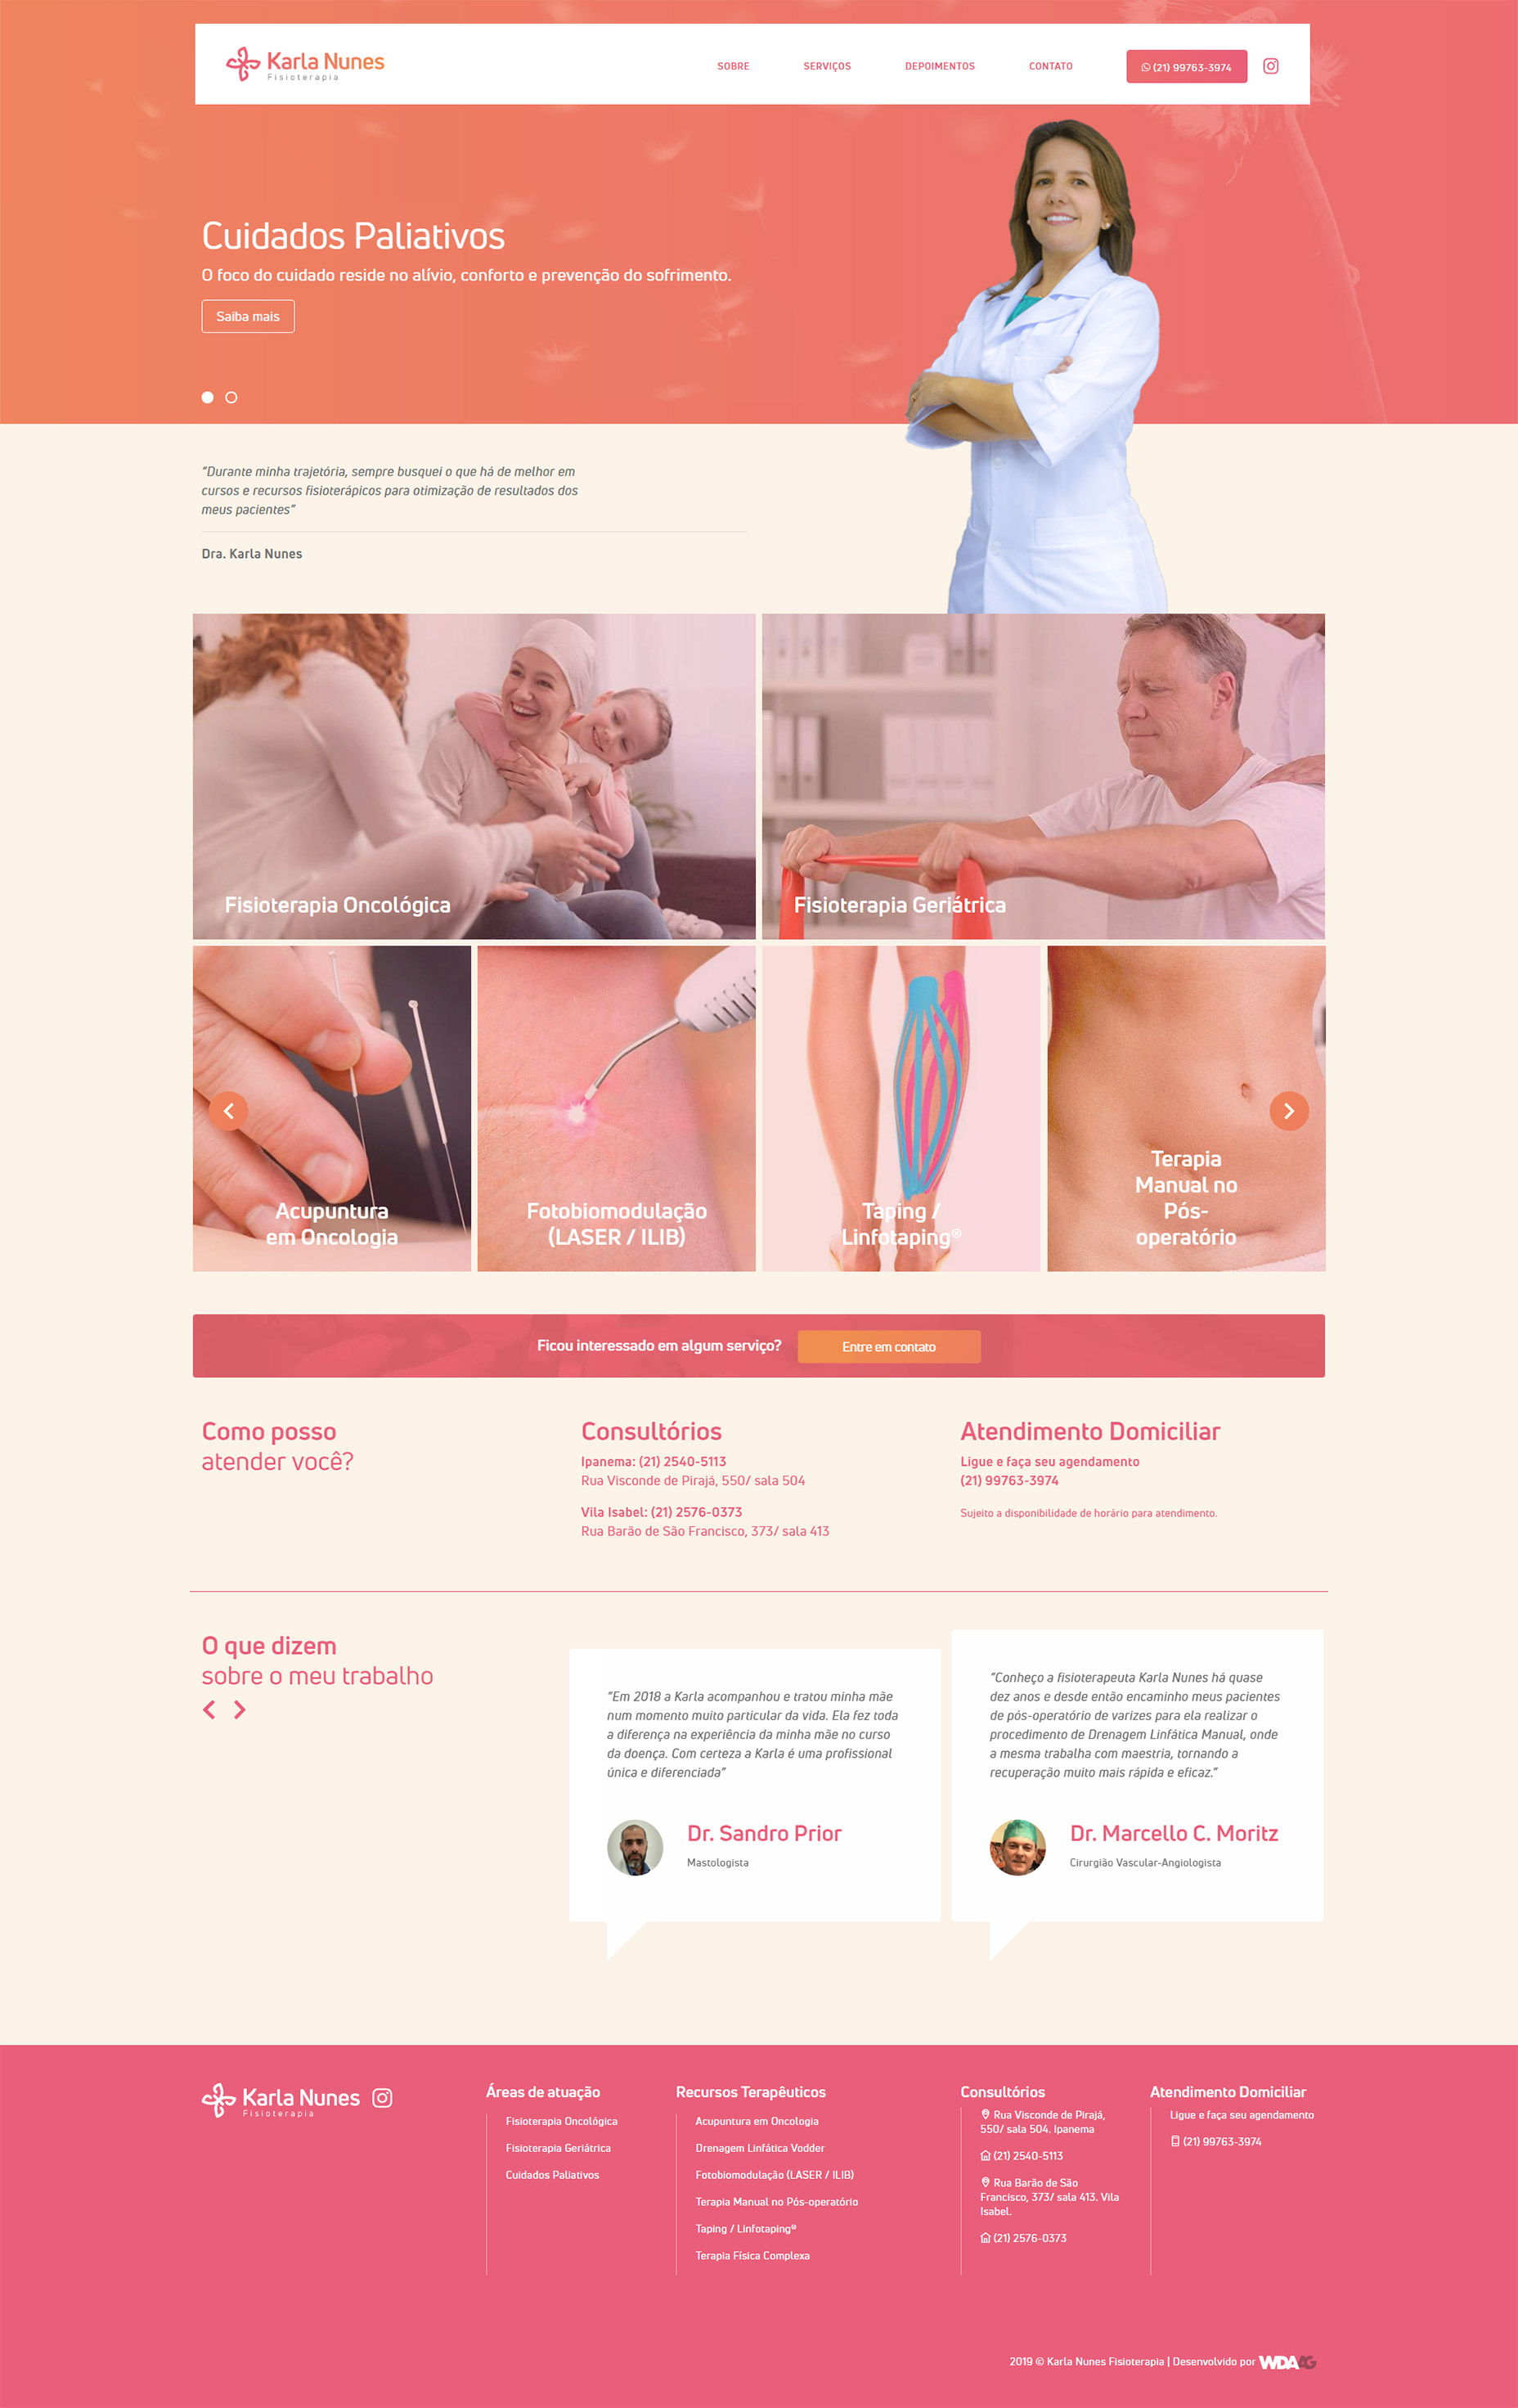 Karla Nunes
Fisioterapia
SOBRE
SERVIÇOS
DEPOIMENTOS
CONTATO
(21) 99763-3974
Cuidados Paliativos
O foco do cuidado reside no alívio, conforto e prevenção do sofrimento.
Saiba mais
“Durante minha trajetória, sempre busquei o que há de melhor em
cursos e recursos fisioterápicos para otimização de resultados dos
meus pacientes”
Dra. Karla Nunes
Fisioterapia Oncológica
Fisioterapia Geriátrica
Acupuntura
em Oncologia
Fotobiomodulação
(LASER / ILIB)
Taping /
Linfotaping®
Terapia
Manual no
Pós-
operatório
Ficou interessado em algum serviço?
Entre em contato
Como posso
atender você?
Consultórios
Ipanema: (21) 2540-5113
Rua Visconde de Pirajá, 550/ sala 504
Vila Isabel: (21) 2576-0373
Rua Barão de São Francisco, 373/ sala 413
Atendimento Domiciliar
Ligue e faça seu agendamento
(21) 99763-3974
Sujeito a disponibilidade de horário para atendimento.
O que dizem
sobre o meu trabalho
“Em 2018 a Karla acompanhou e tratou minha mãe
num momento muito particular da vida. Ela fez toda
a diferença na experiência da minha mãe no curso
da doença. Com certeza a Karla é uma profissional
única e diferenciada”
Dr. Sandro Prior
Mastologista
“Conheço a fisioterapeuta Karla Nunes há quase
dez anos e desde então encaminho meus pacientes
de pós-operatório de varizes para ela realizar o
procedimento de Drenagem Linfática Manual, onde
a mesma trabalha com maestria, tornando a
recuperação muito mais rápida e eficaz.”
Dr. Marcello C. Moritz
Cirurgião Vascular-Angiologista
Karla Nunes
Fisioterapia
Áreas de atuação
Fisioterapia Oncológica
Fisioterapia Geriátrica
Cuidados Paliativos
Recursos Terapêuticos
Acupuntura em Oncologia
Drenagem Linfática Vodder
Fotobiomodulação (LASER / ILIB)
Terapia Manual no Pós-operatório
Taping / Linfotaping®
Terapia Física Complexa
Consultórios
Rua Visconde de Pirajá,
550/ sala 504. Ipanema
(21) 2540-5113
Rua Barão de São
Francisco, 373/ sala 413. Vila
Isabel.
(21) 2576-0373
Atendimento Domiciliar
Ligue e faça seu agendamento
(21) 99763-3974
2019 © Karla Nunes Fisioterapia | Desenvolvido por WDAAG